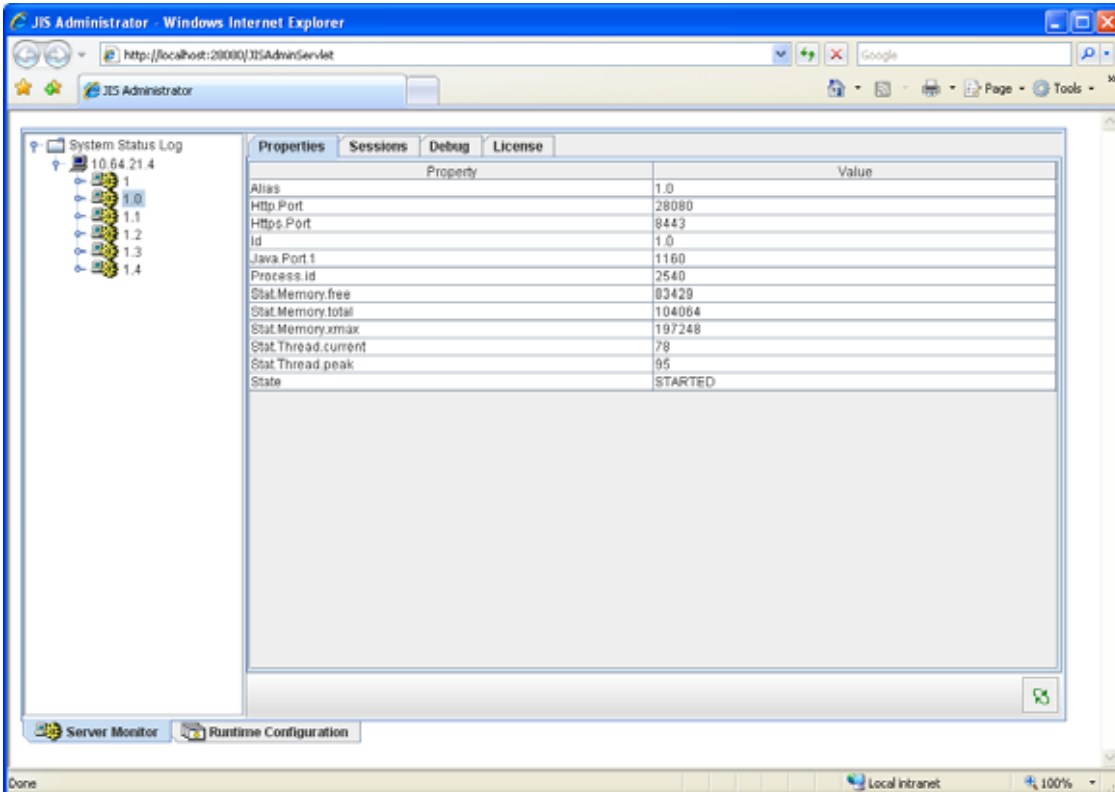 JIS Administrator - Windows Internet Explorer
http://localhost:28080/JISAdminServlet
Google
JIS Administrator
Page
Tools
System Status Log
10.64.21.4
1
1.0
1.1
1.2
1.3
1.4
Properties Sessions Debug License
Property Value
Alias 1.0
Http.Port 28080
Https.Port 8443
Id 1.0
Java.Port.1 1160
Process.id 2540
Stat.Memory.free 83429
Stat.Memory.total 104064
Stat.Memory.xmax 197248
Stat.Thread.current 78
Stat.Thread.peak 95
State STARTED
Server Monitor Runtime Configuration
Done Local intranet 100%